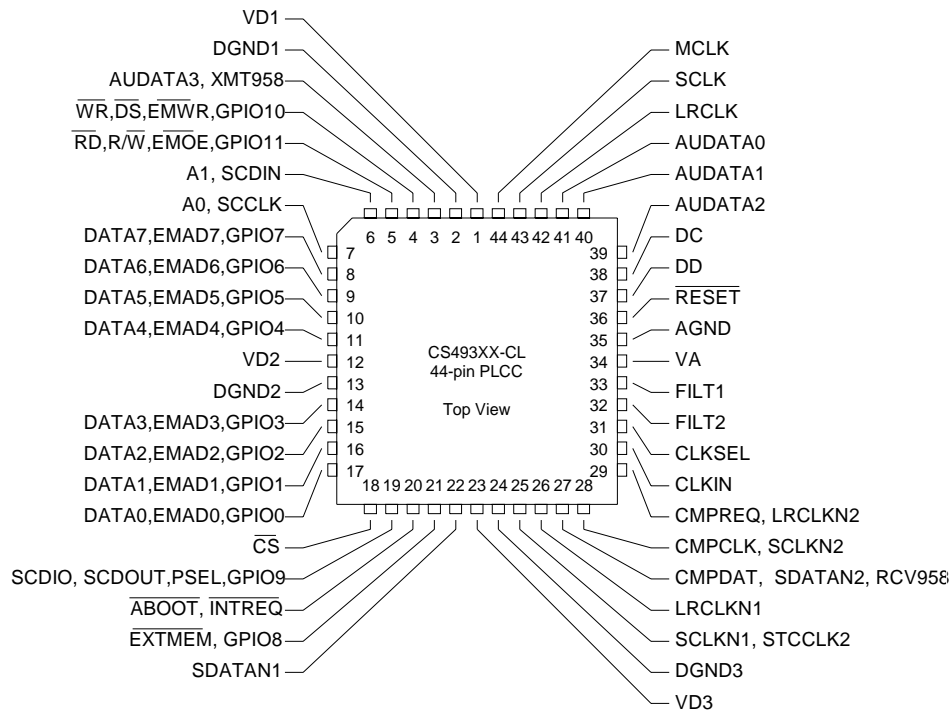 VD1
DGND1
AUDATA3, XMT958
WR,DS,EMWR,GPIO10
RD,R/W,EMOE,GPIO11
A1, SCDIN
A0, SCCLK
DATA7,EMAD7,GPIO7
DATA6,EMAD6,GPIO6
DATA5,EMAD5,GPIO5
DATA4,EMAD4,GPIO4
VD2
DGND2
DATA3,EMAD3,GPIO3
DATA2,EMAD2,GPIO2
DATA1,EMAD1,GPIO1
DATA0,EMAD0,GPIO0
CS
SCDIO, SCDOUT,PSEL,GPIO9
ABOOT, INTREQ
EXTMEM, GPIO8
SDATAN1
6 5 4 3 2 1 44 43 42 41 40
7
8
9
10
11
12
13
14
15
16
17
CS493XX-CL
44-pin PLCC
Top View
39
38
37
36
35
34
33
32
31
30
29
18 19 20 21 22 23 24 25 26 27 28
MCLK
SCLK
LRCLK
AUDATA0
AUDATA1
AUDATA2
DC
DD
RESET
AGND
VA
FILT1
FILT2
CLKSEL
CLKIN
CMPREQ, LRCLKN2
CMPCLK, SCLKN2
CMPDAT, SDATAN2, RCV958
LRCLKN1
SCLKN1, STCCLK2
DGND3
VD3